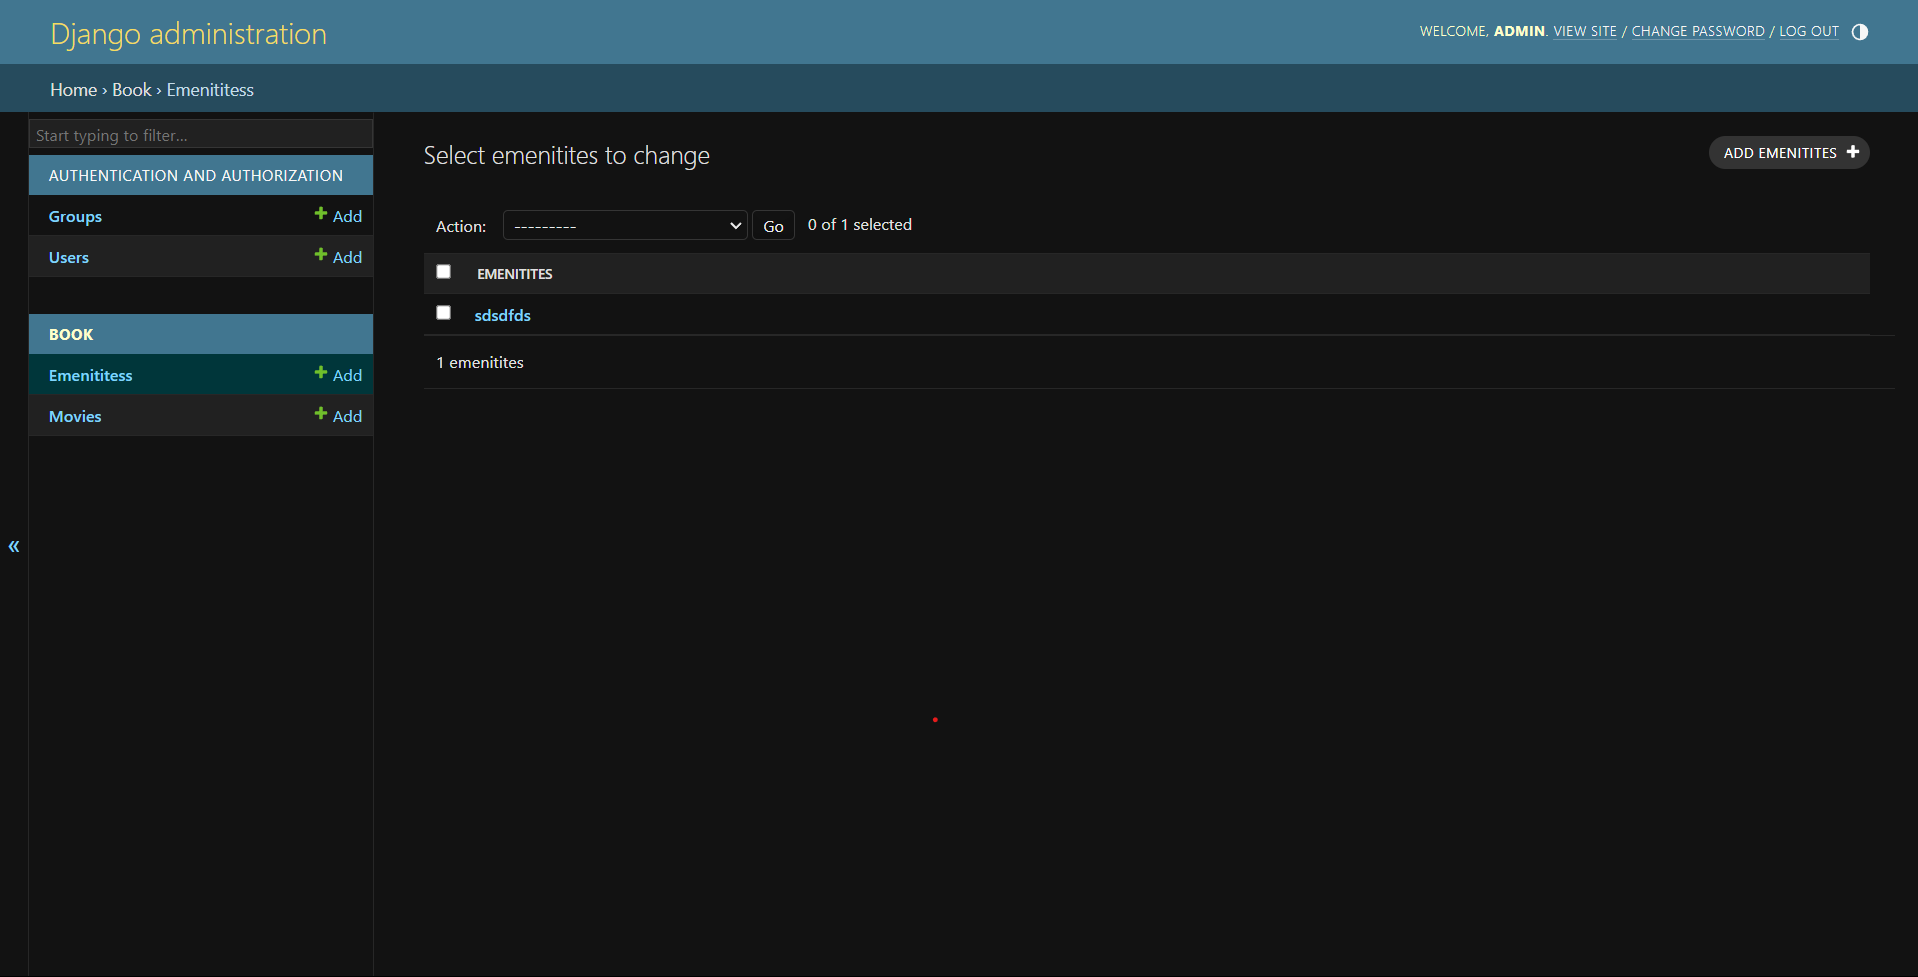 Django administration
WELCOME, ADMIN. VIEW SITE / CHANGE PASSWORD / LOG OUT
Home › Book › Emenititess
Start typing to filter...
AUTHENTICATION AND AUTHORIZATION
Groups + Add
Users + Add
BOOK
Emenititess + Add
Movies + Add
«
Select emenitites to change
ADD EMENITITES +
Action: --------- Go 0 of 1 selected
EMENITITES
sdsdfds
1 emenitites